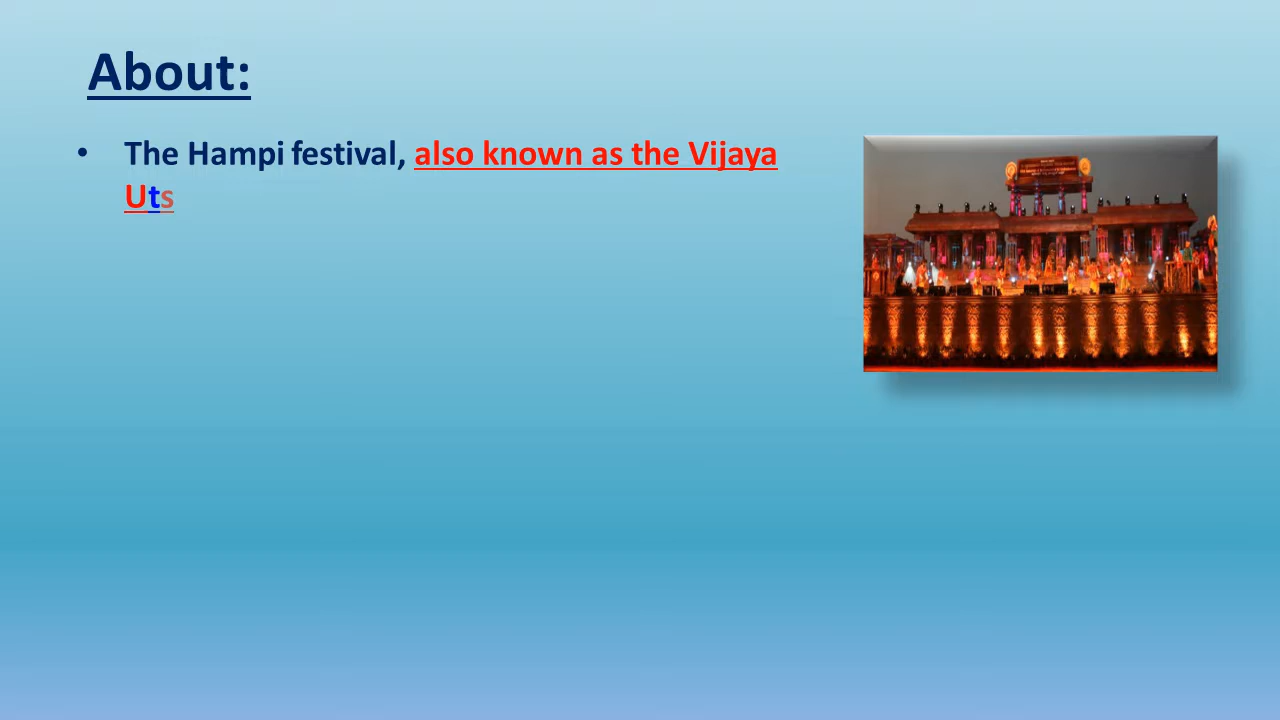 About:
• The Hampi festival, also known as the Vijaya
Uts